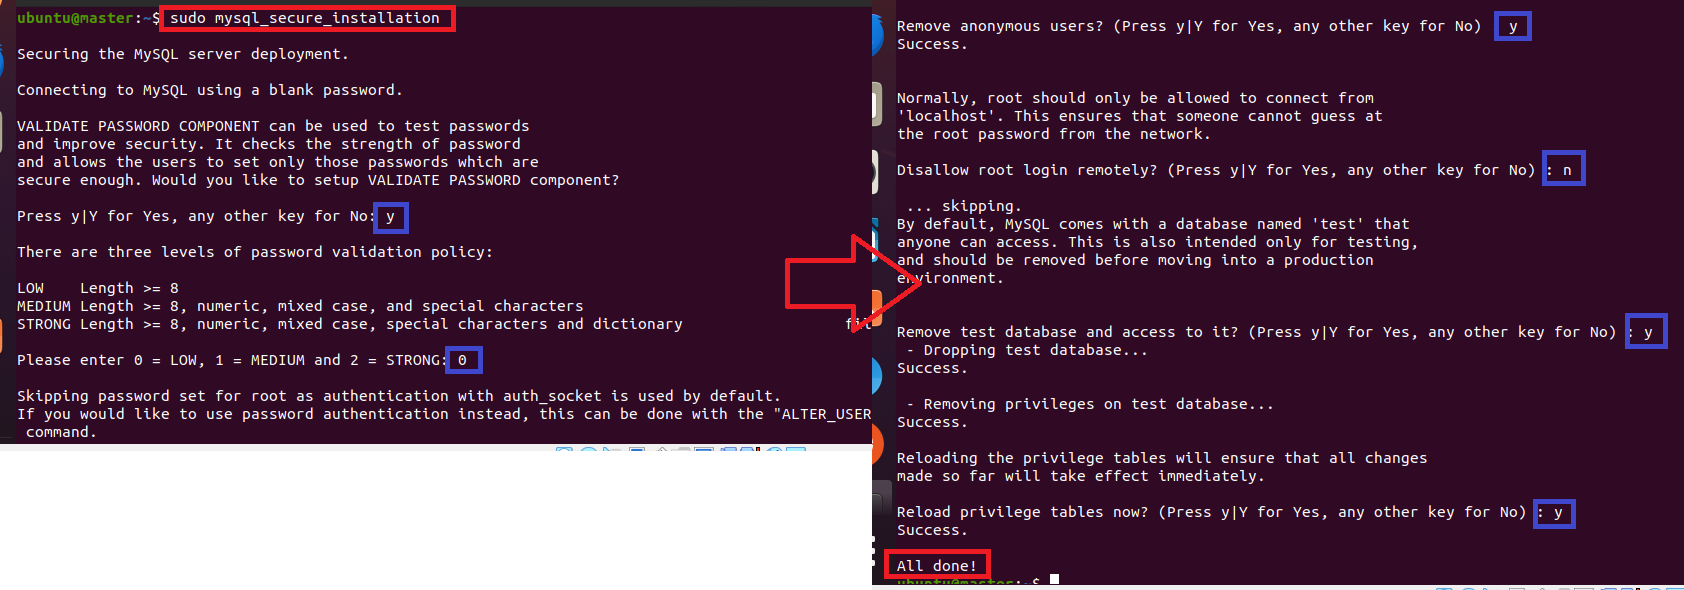 ubuntu@master:~$ sudo mysql_secure_installation
Securing the MySQL server deployment.
Connecting to MySQL using a blank password.
VALIDATE PASSWORD COMPONENT can be used to test passwords
and improve security. It checks the strength of password
and allows the users to set only those passwords which are
secure enough. Would you like to setup VALIDATE PASSWORD component?
Press y|Y for Yes, any other key for No: y
There are three levels of password validation policy:
LOW    Length >= 8
MEDIUM Length >= 8, numeric, mixed case, and special characters
STRONG Length >= 8, numeric, mixed case, special characters and dictionary
Please enter 0 = LOW, 1 = MEDIUM and 2 = STRONG: 0
Skipping password set for root as authentication with auth_socket is used by default.
If you would like to use password authentication instead, this can be done with the "ALTER_USER
command.
Remove anonymous users? (Press y|Y for Yes, any other key for No) y
Success.
Normally, root should only be allowed to connect from
'localhost'. This ensures that someone cannot guess at
the root password from the network.
Disallow root login remotely? (Press y|Y for Yes, any other key for No) : n
... skipping.
By default, MySQL comes with a database named 'test' that
anyone can access. This is also intended only for testing,
and should be removed before moving into a production
environment.
Remove test database and access to it? (Press y|Y for Yes, any other key for No) : y
- Dropping test database...
Success.
- Removing privileges on test database...
Success.
Reloading the privilege tables will ensure that all changes
made so far will take effect immediately.
Reload privilege tables now? (Press y|Y for Yes, any other key for No) : y
Success.
All done!
ubuntu@master:~$